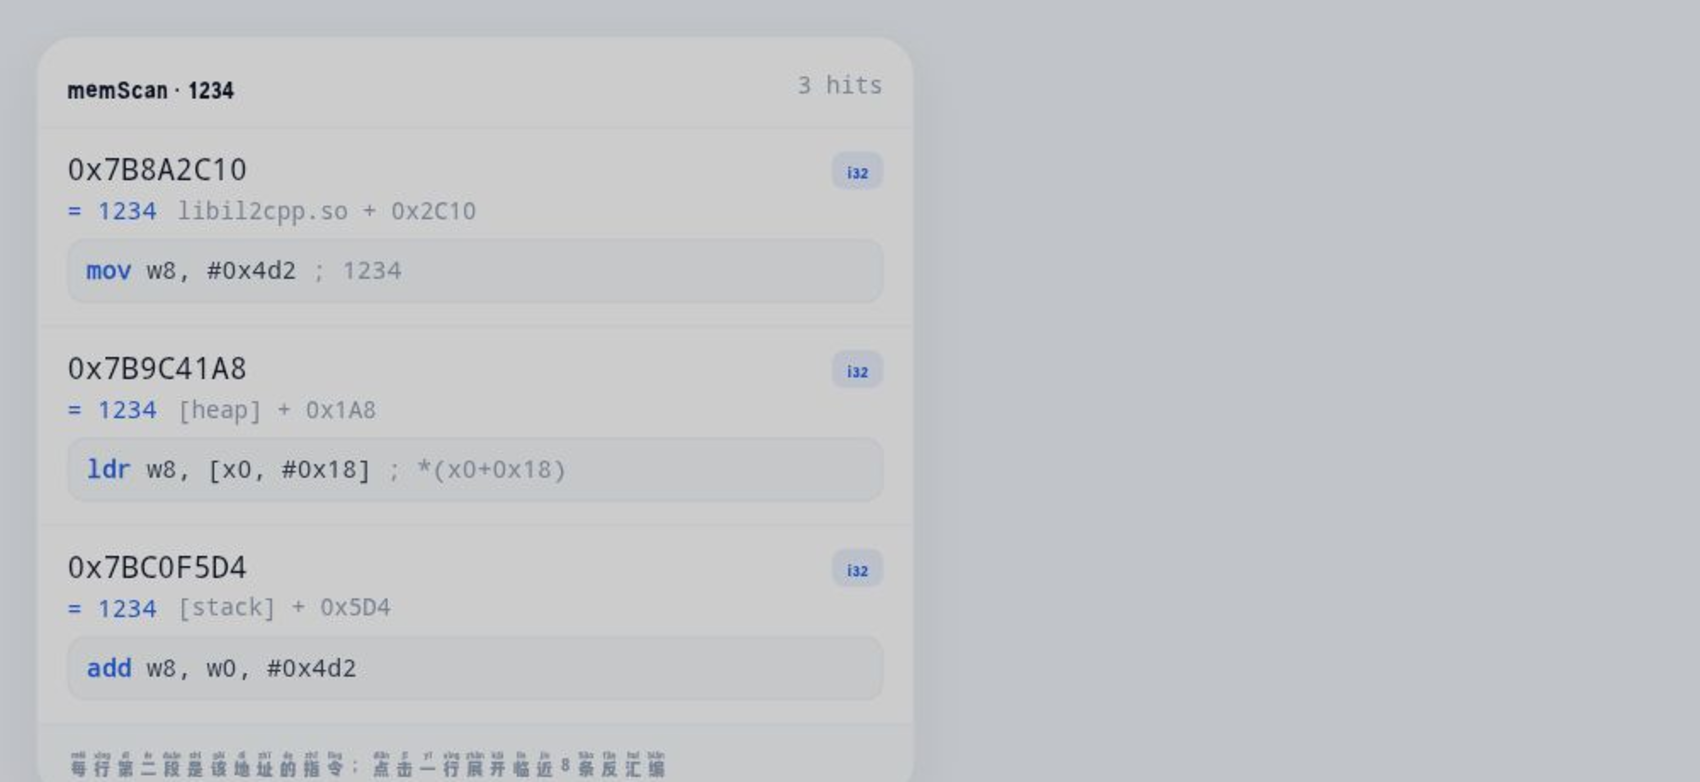 memScan · 1234
3 hits
0x7B8A2C10
i32
= 1234 libil2cpp.so + 0x2C10
mov w8, #0x4d2 ; 1234
0x7B9C41A8
i32
= 1234 [heap] + 0x1A8
ldr w8, [x0, #0x18] ; *(x0+0x18)
0x7BC0F5D4
i32
= 1234 [stack] + 0x5D4
add w8, w0, #0x4d2
每行第二段是该地址的指令; 点击一行展开临近8条反汇编